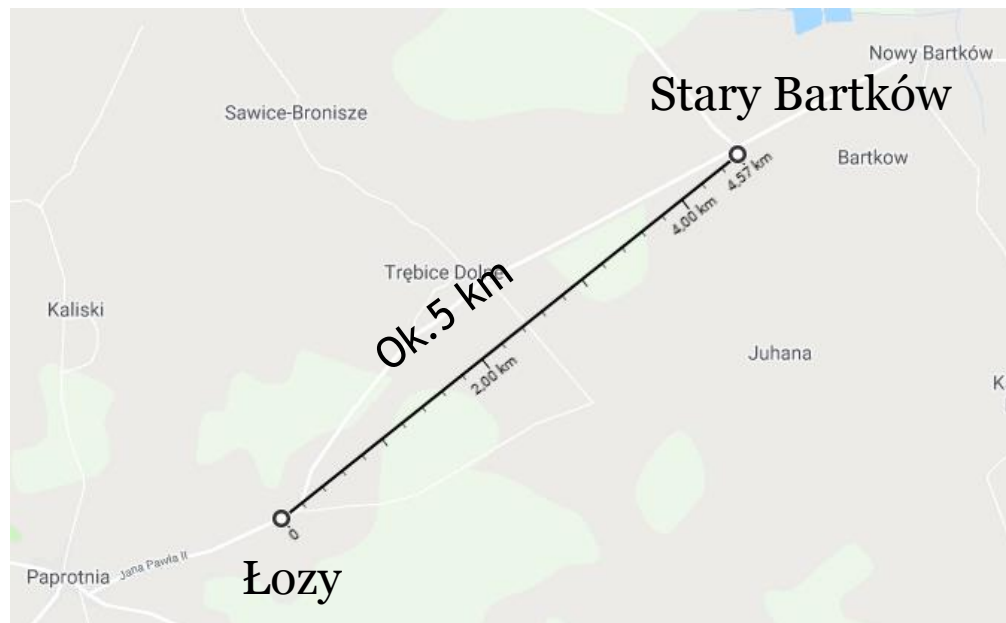 Nowy Bartków
Stary Bartków
Sawice-Bronisze
Bartkow
4,57 km
4,00 km
Trębice Dolne
Ok.5 km
Kaliski
Juhana
2,00 km
K
0
Jana Pawła II
Paprotnia
Łozy